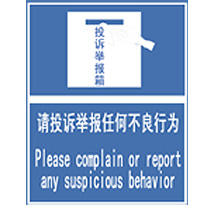 投诉举报箱
请投诉举报任何不良行为
Please complain or report
any suspicious behavior